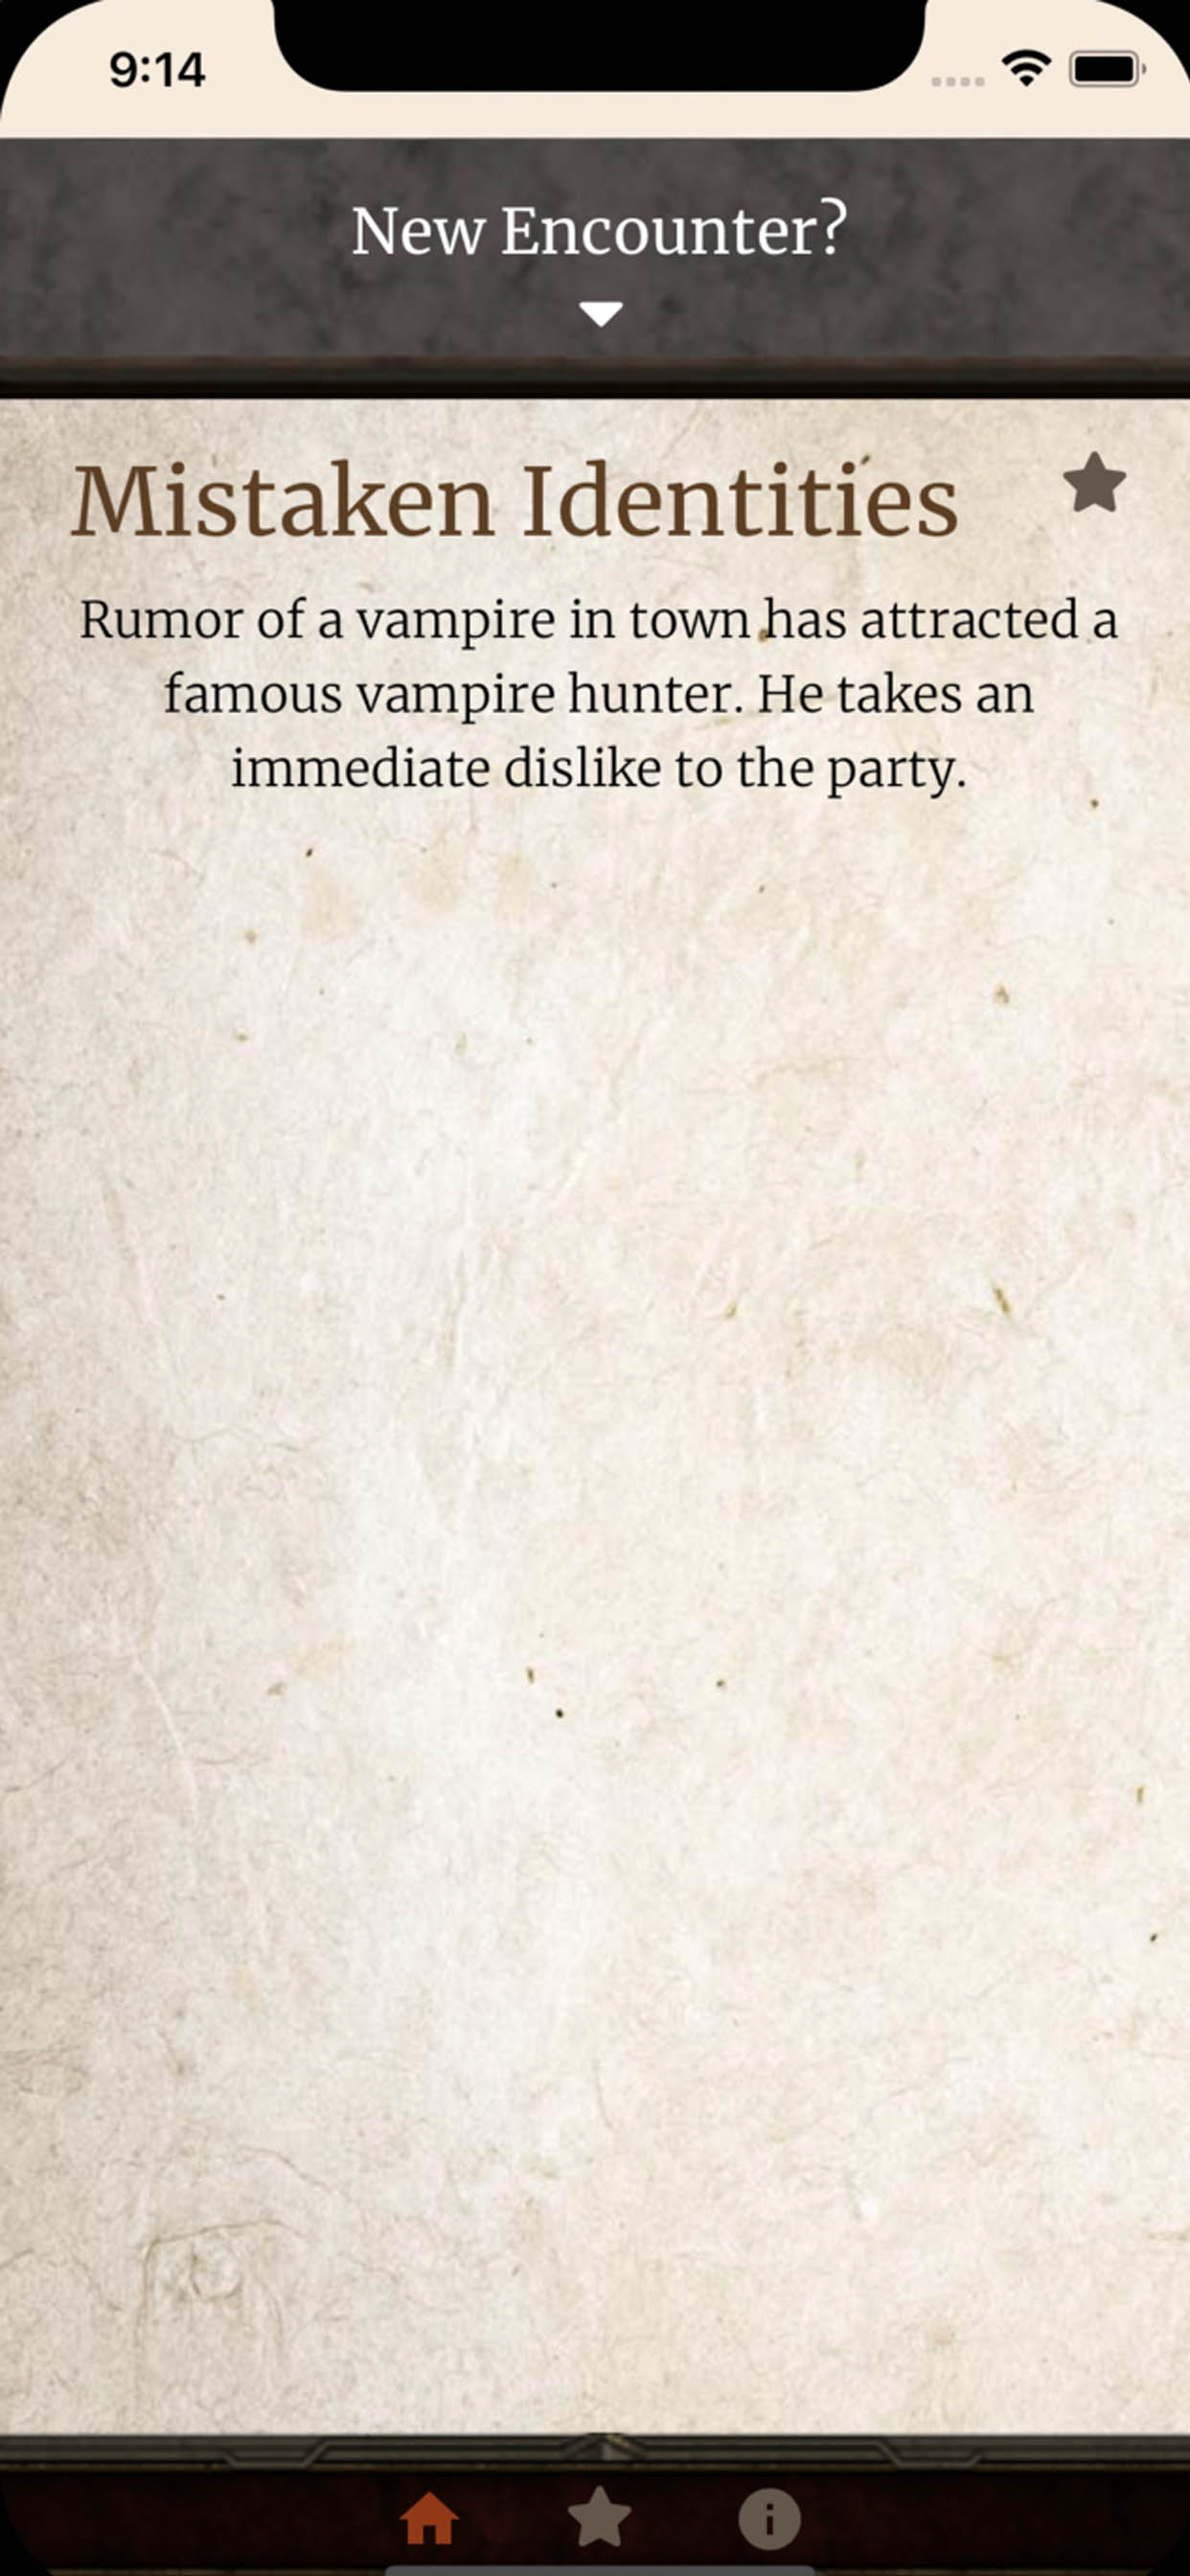 9:14
New Encounter?
Mistaken Identities
Rumor of a vampire in town has attracted a
famous vampire hunter. He takes an
immediate dislike to the party.